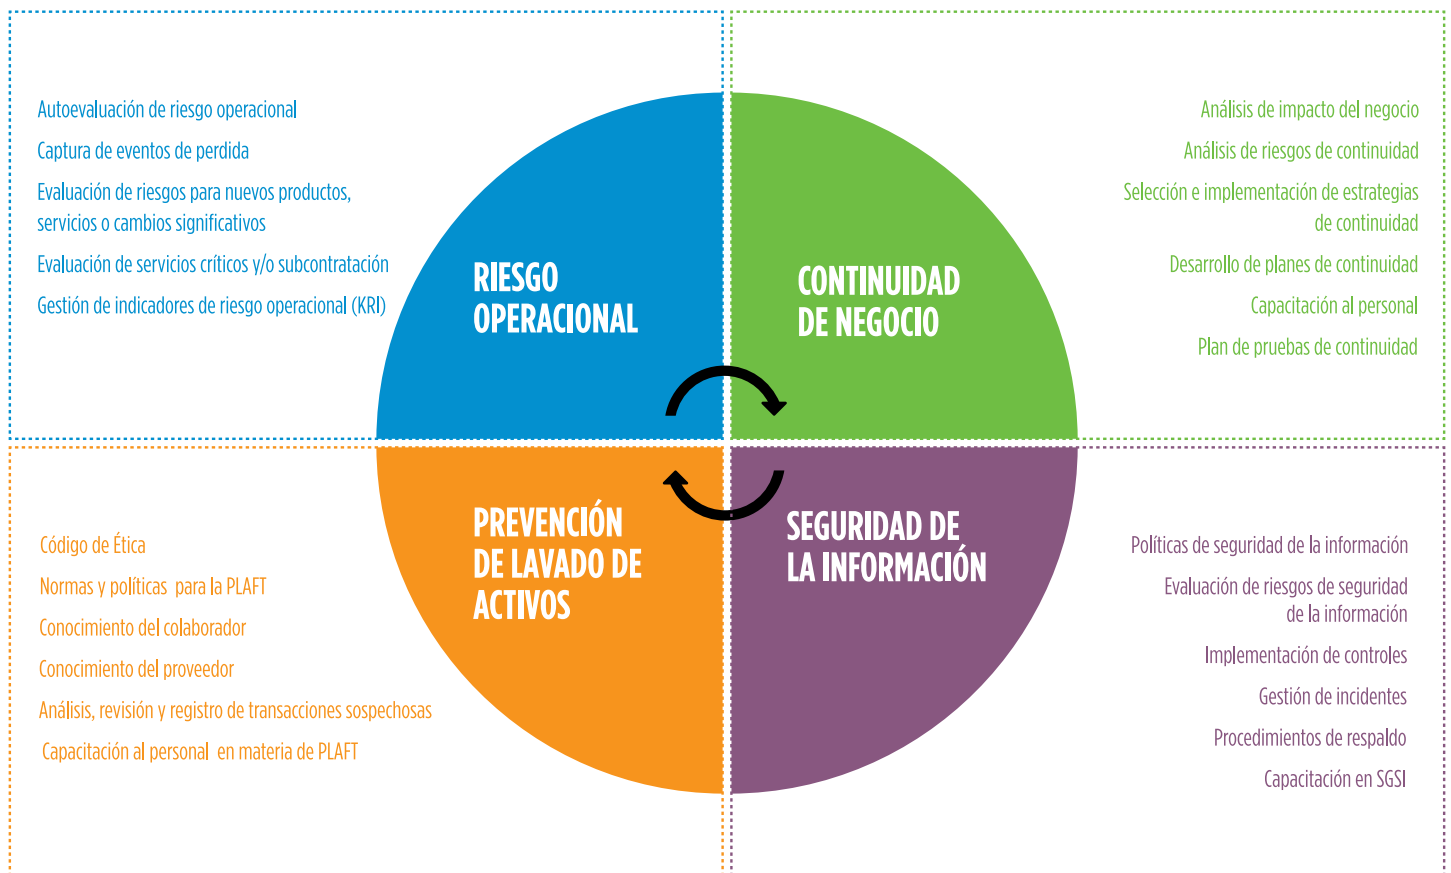 Autoevaluación de riesgo operacional
Captura de eventos de perdida
Evaluación de riesgos para nuevos productos,
servicios o cambios significativos
Evaluación de servicios críticos y/o subcontratación
Gestión de indicadores de riesgo operacional (KRI)
RIESGO
OPERACIONAL
CONTINUIDAD
DE NEGOCIO
Análisis de impacto del negocio
Análisis de riesgos de continuidad
Selección e implementación de estrategias
de continuidad
Desarrollo de planes de continuidad
Capacitación al personal
Plan de pruebas de continuidad
Código de Ética
Normas y políticas para la PLAFT
Conocimiento del colaborador
Conocimiento del proveedor
Análisis, revisión y registro de transacciones sospechosas
Capacitación al personal en materia de PLAFT
PREVENCIÓN
DE LAVADO DE
ACTIVOS
SEGURIDAD DE
LA INFORMACIÓN
Políticas de seguridad de la información
Evaluación de riesgos de seguridad
de la información
Implementación de controles
Gestión de incidentes
Procedimientos de respaldo
Capacitación en SGSI